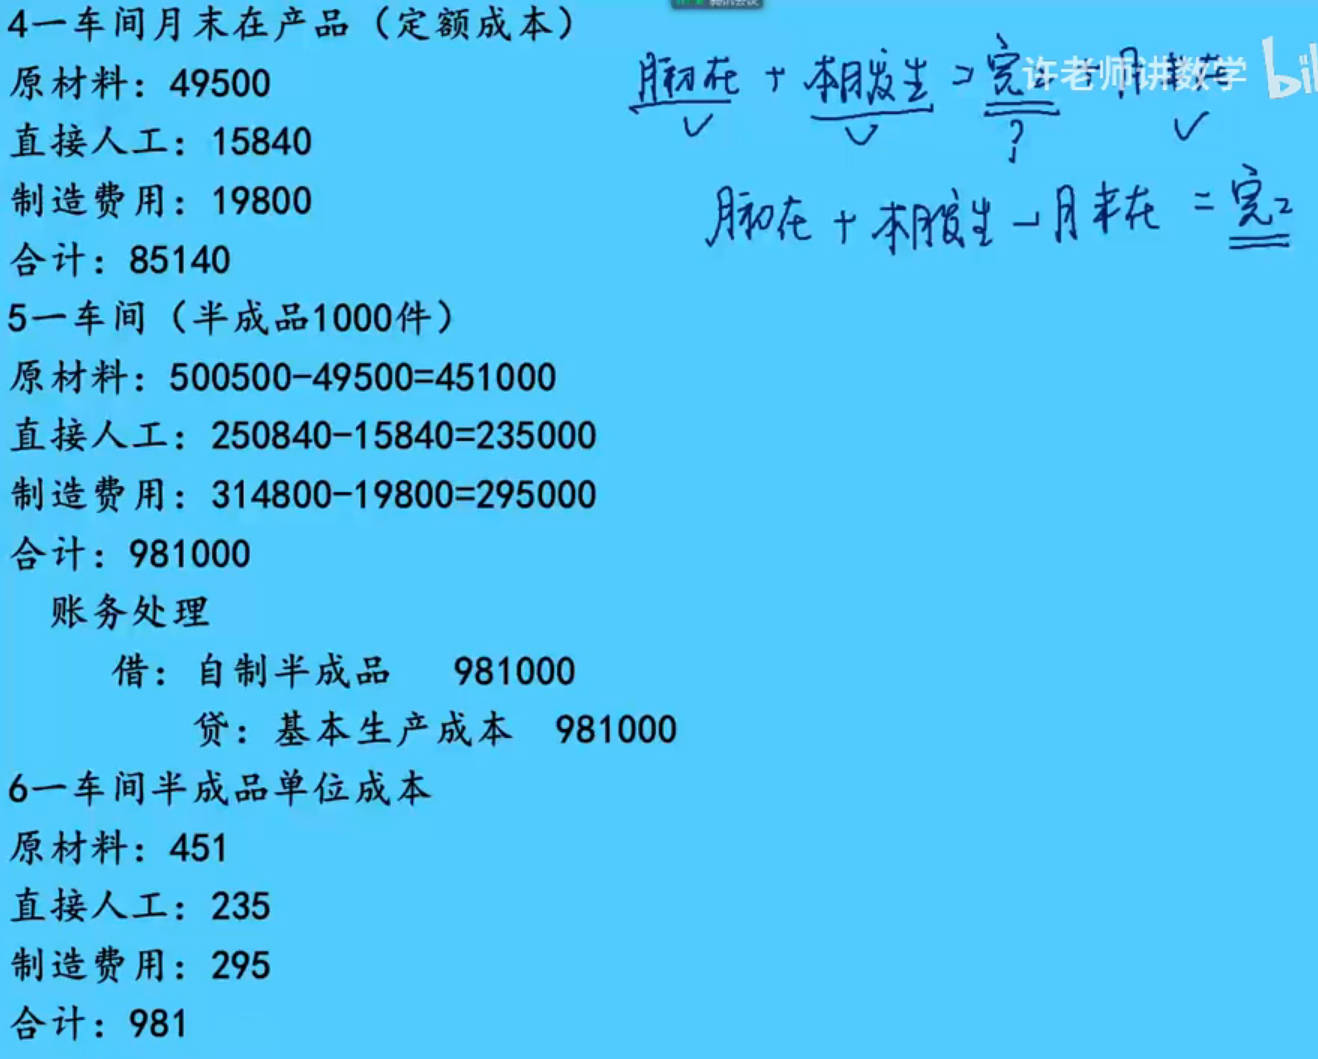 4一车间月末在产品（定额成本）
原材料：49500
直接人工：15840
制造费用：19800
合计：85140
5一车间（半成品1000件）
原材料：500500-49500=451000
直接人工：250840-15840=235000
制造费用：314800-19800=295000
合计：981000
账务处理
借：自制半成品 981000
贷：基本生产成本 981000
6一车间半成品单位成本
原材料：451
直接人工：235
制造费用：295
合计：981
月初在 + 本月发生 = 完工
？
许老师讲数学 bil
月初在 + 本月发生 - 月末在 = 完工